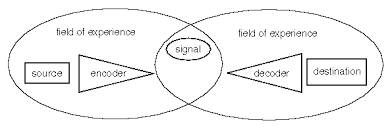 field of experience
field of experience
signal
source
encoder
decoder
destination